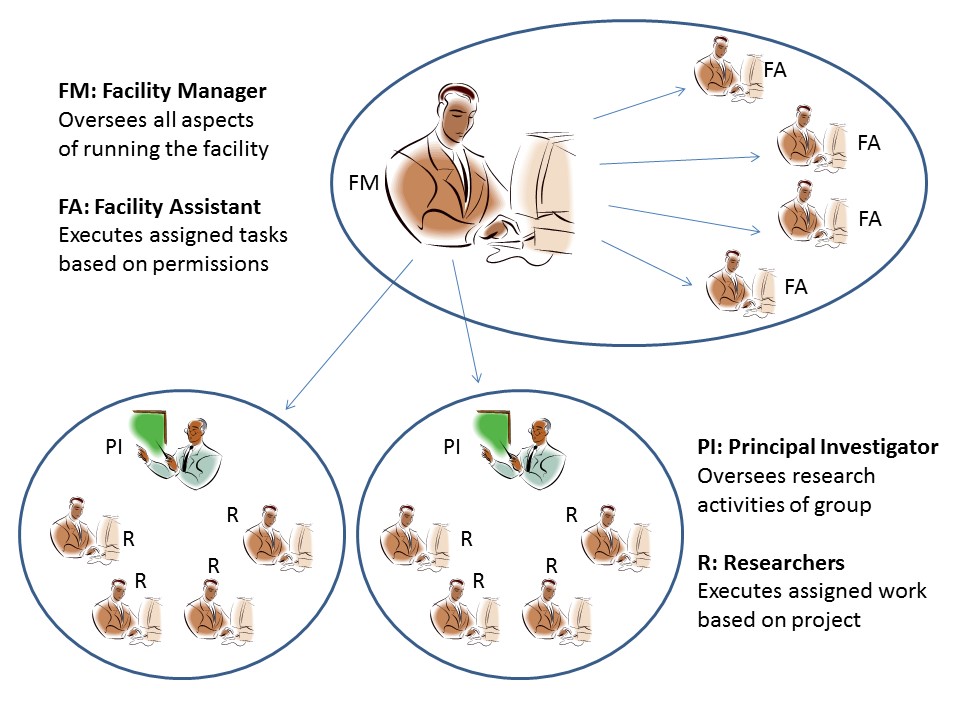 FM: Facility Manager
Oversees all aspects
of running the facility
FA: Facility Assistant
Executes assigned tasks
based on permissions
FM
FA
FA
FA
FA
PI
R
R
R
R
PI
R
R
R
R
PI: Principal Investigator
Oversees research
activities of group
R: Researchers
Executes assigned work
based on project